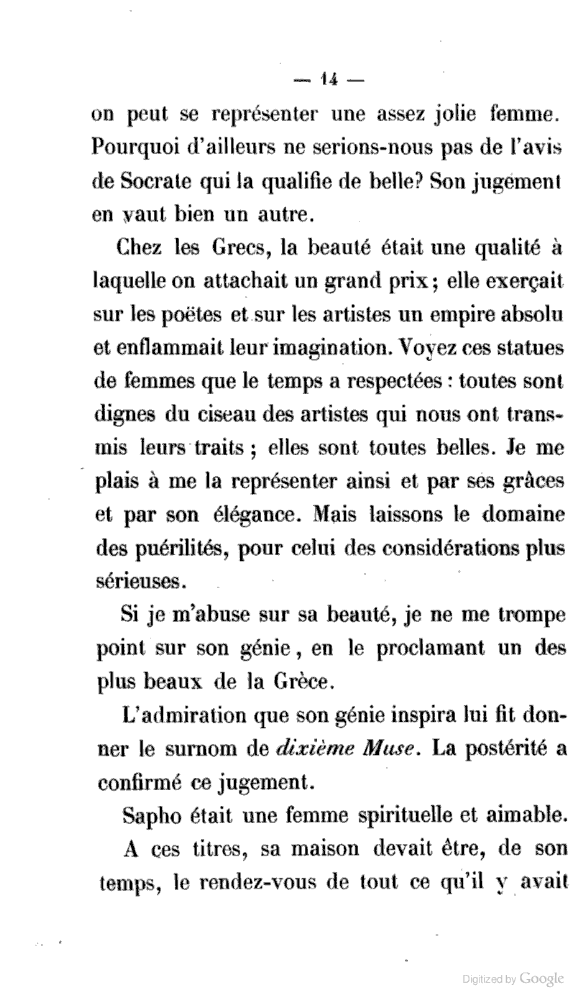 — 14 —
on peut se représenter une assez jolie femme.
Pourquoi d'ailleurs ne serions-nous pas de l'avis
de Socrate qui la qualifie de belle? Son jugement
en vaut bien un autre.
Chez les Grecs, la beauté était une qualité à
laquelle on attachait un grand prix; elle exerçait
sur les poëtes et sur les artistes un empire absolu
et enflammait leur imagination. Voyez ces statues
de femmes que le temps a respectées : toutes sont
dignes du ciseau des artistes qui nous ont trans-
mis leurs traits ; elles sont toutes belles. Je me
plais à me la représenter ainsi et par ses grâces
et par son élégance. Mais laissons le domaine
des puérilités, pour celui des considérations plus
sérieuses.
Si je m'abuse sur sa beauté, je ne me trompe
point sur son génie, en le proclamant un des
plus beaux de la Grèce.
L'admiration que son génie inspira lui fit don-
ner le surnom de dixième Muse. La postérité a
confirmé ce jugement.
Sapho était une femme spirituelle et aimable.
A ces titres, sa maison devait être, de son
temps, le rendez-vous de tout ce qu'il y avait
Digitized by Google